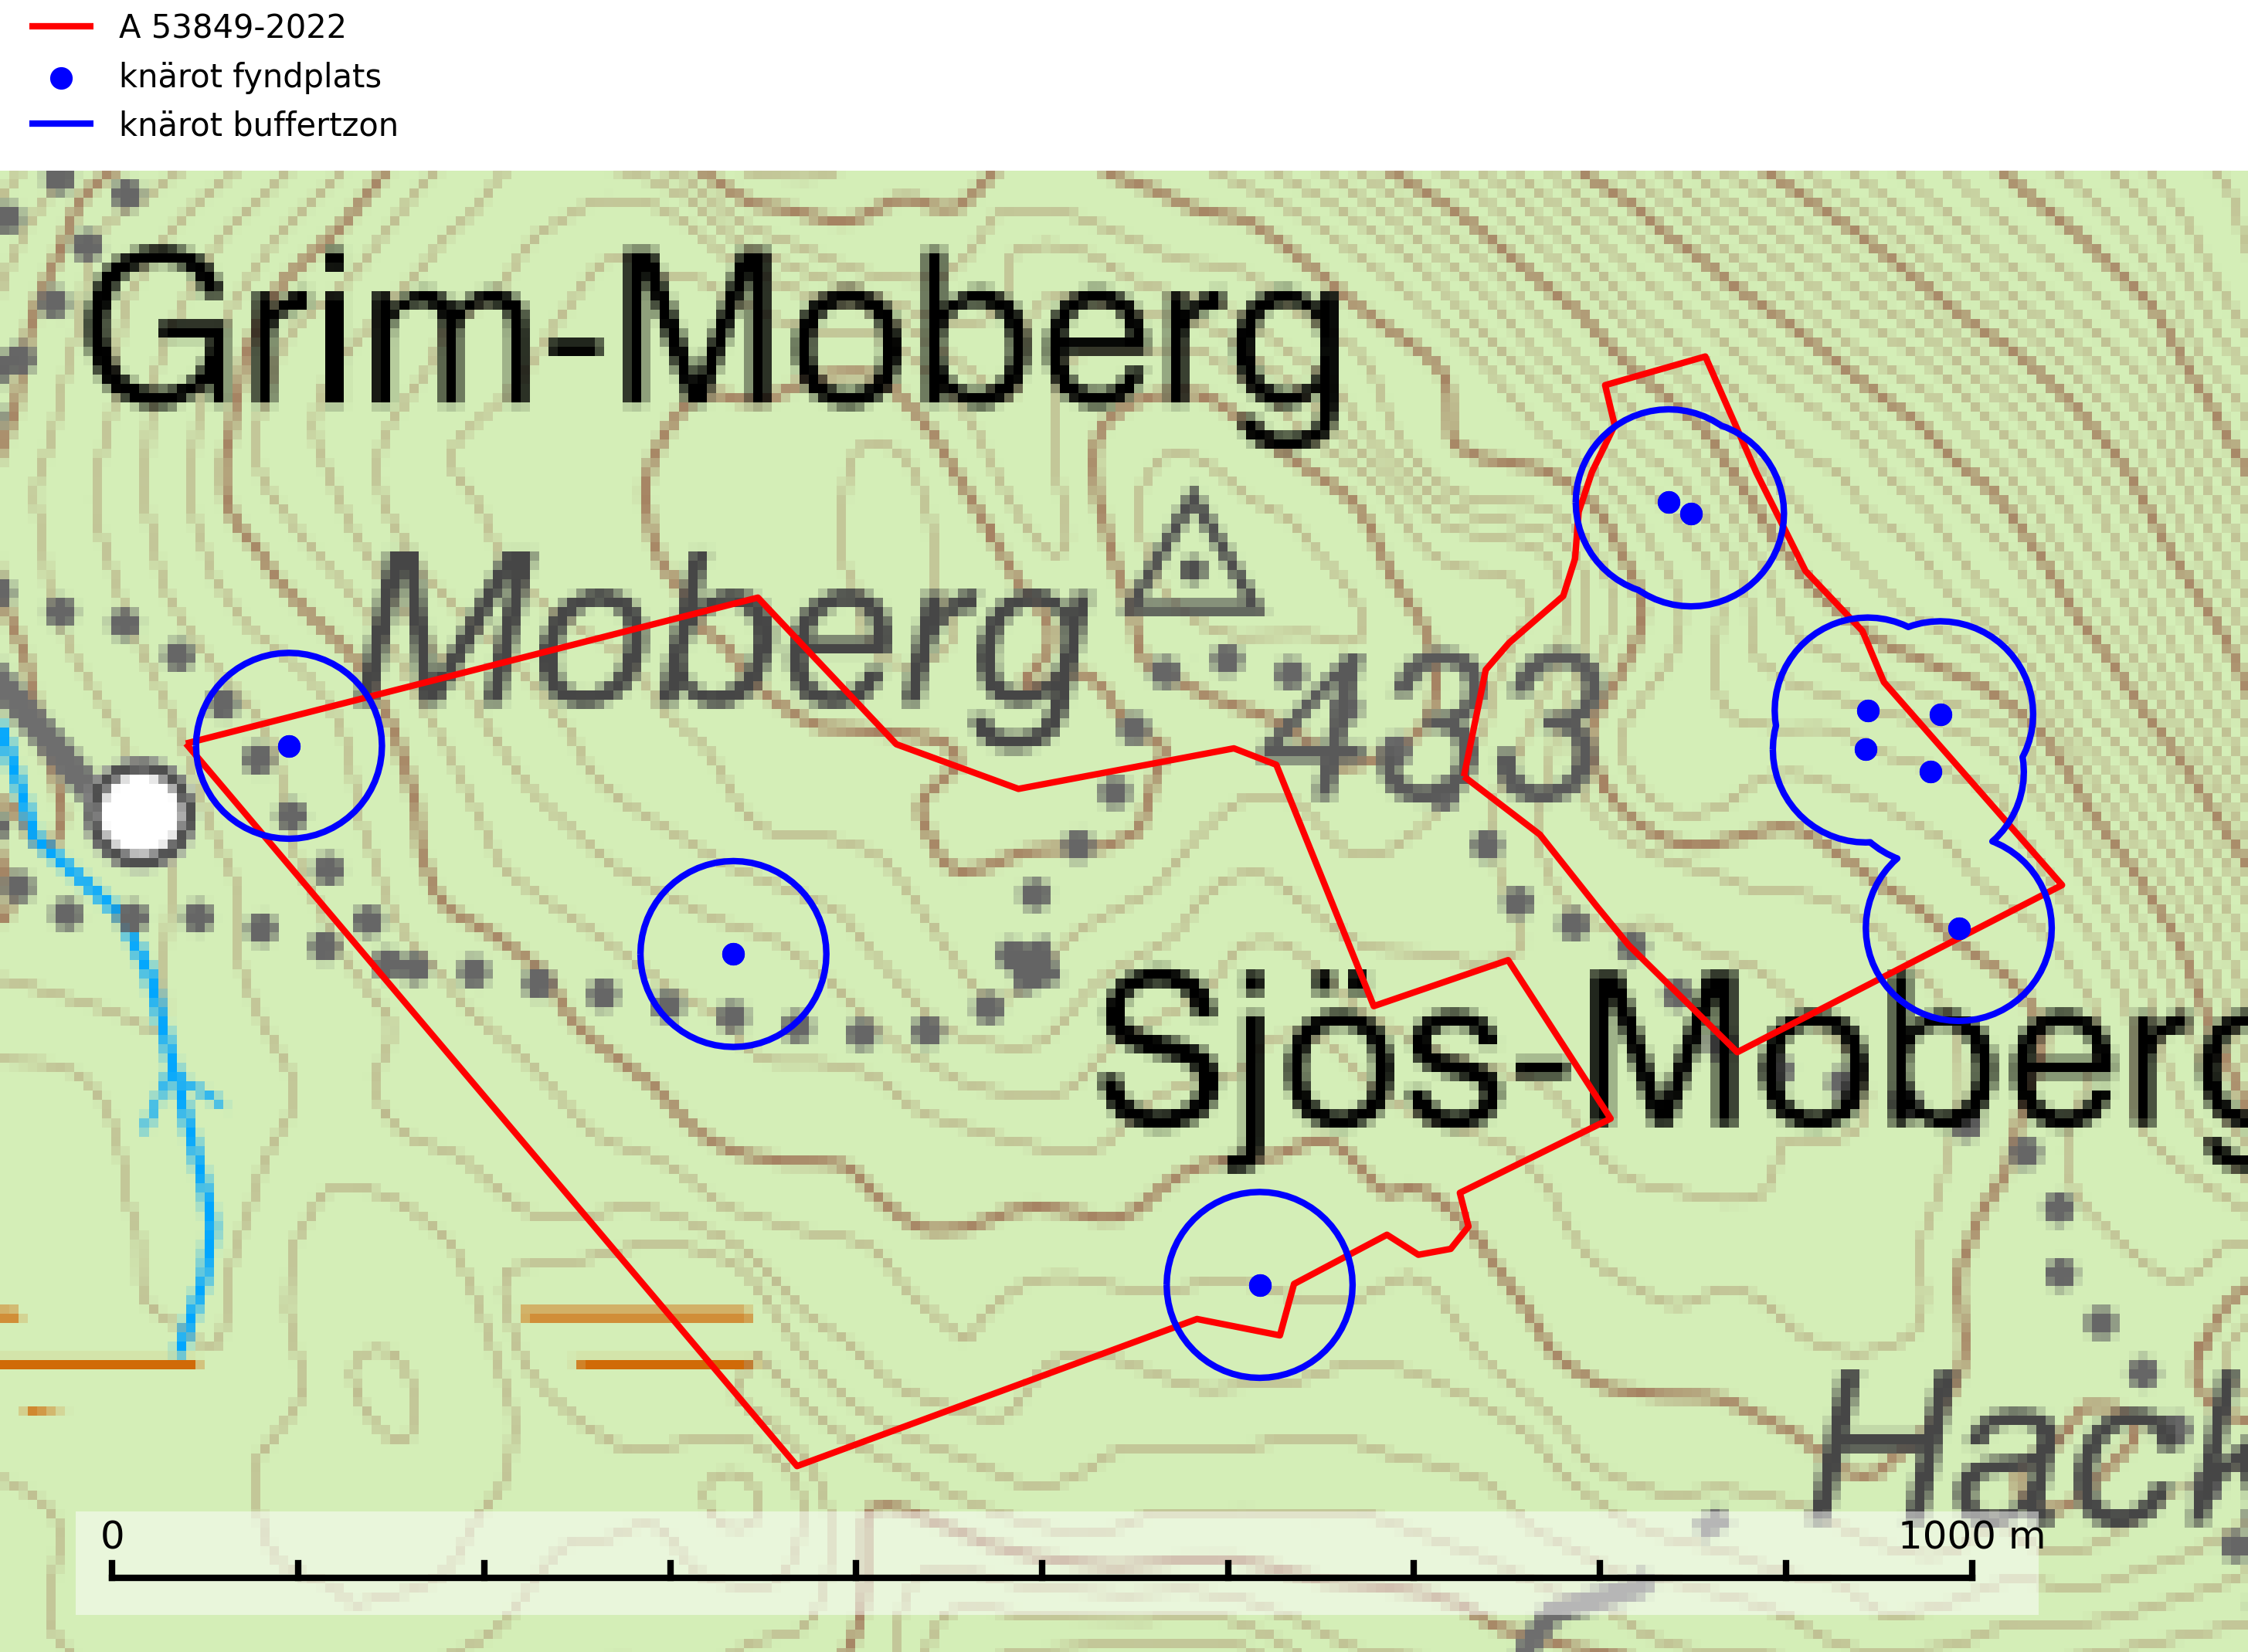 A 53849-2022
knärot fyndplats
knärot buffertzon
Grim-Moberg
Moberg
433
Sjös-Moberg
Hack
0 1000 m